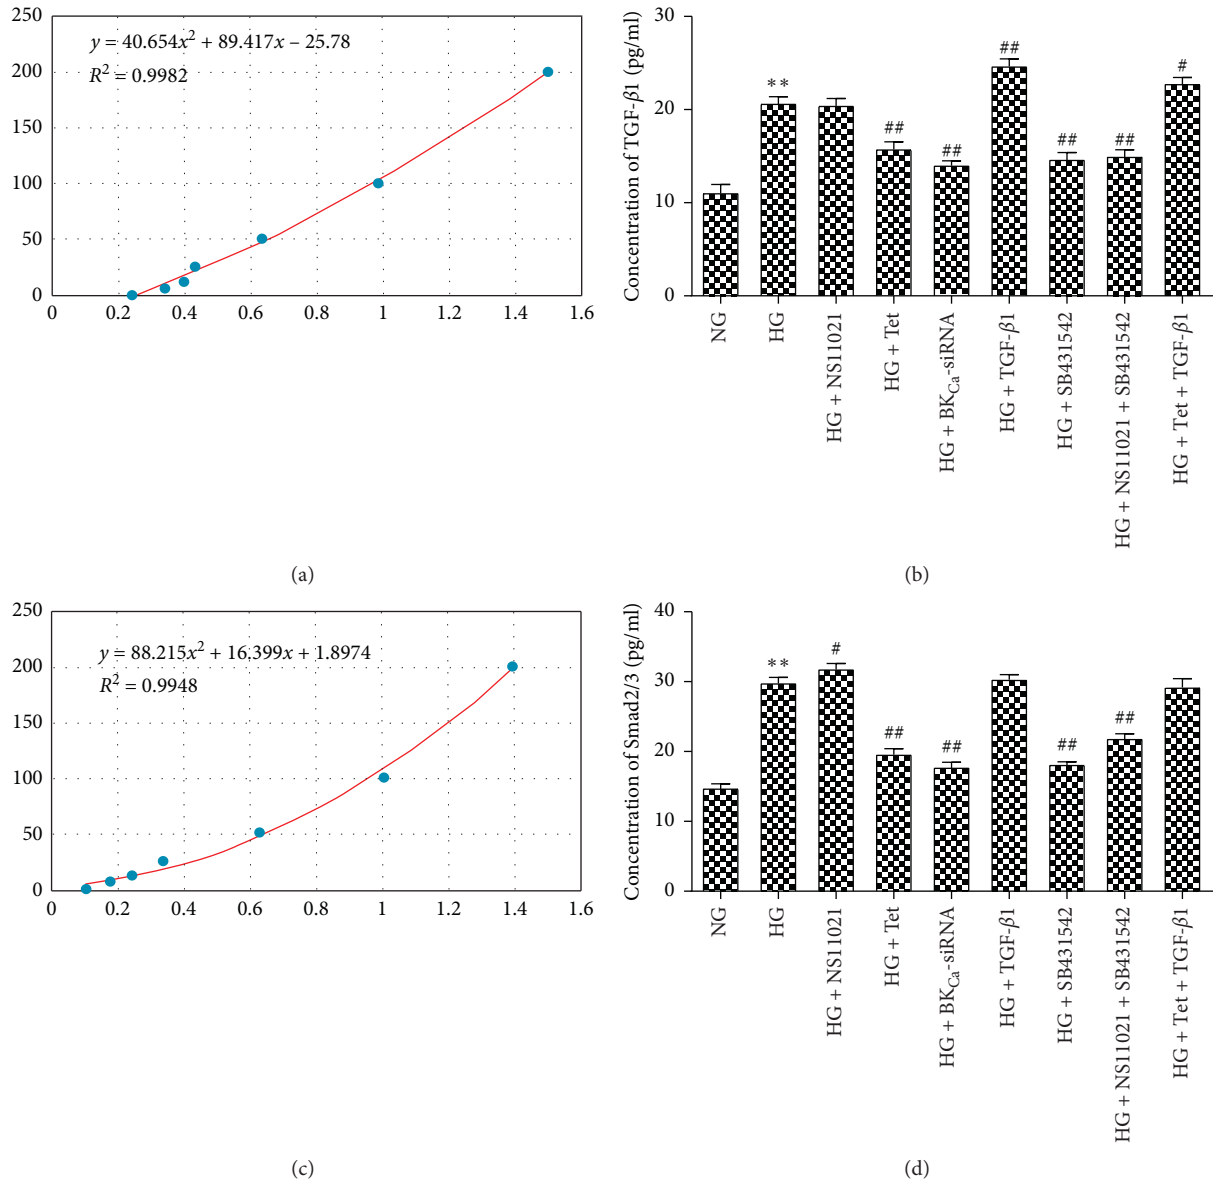 250
200
150
100
50
0
y = 40.654x² + 89.417x – 25.78
R² = 0.9982
0 0.2 0.4 0.6 0.8 1 1.2 1.4 1.6
(a)
Concentration of TGF-β1 (pg/ml)
30
20
10
0
**
##
##
##
##
##
#
NG
HG
HG + NS11021
HG + Tet
HG + BK_Ca-siRNA
HG + TGF-β1
HG + SB431542
HG + NS11021 + SB431542
HG + Tet + TGF-β1
(b)
250
200
150
100
50
0
y = 88.215x² + 16.399x + 1.8974
R² = 0.9948
0 0.2 0.4 0.6 0.8 1 1.2 1.4 1.6
(c)
Concentration of Smad2/3 (pg/ml)
40
30
20
10
0
**
#
##
##
##
##
NG
HG
HG + NS11021
HG + Tet
HG + BK_Ca-siRNA
HG + TGF-β1
HG + SB431542
HG + NS11021 + SB431542
HG + Tet + TGF-β1
(d)